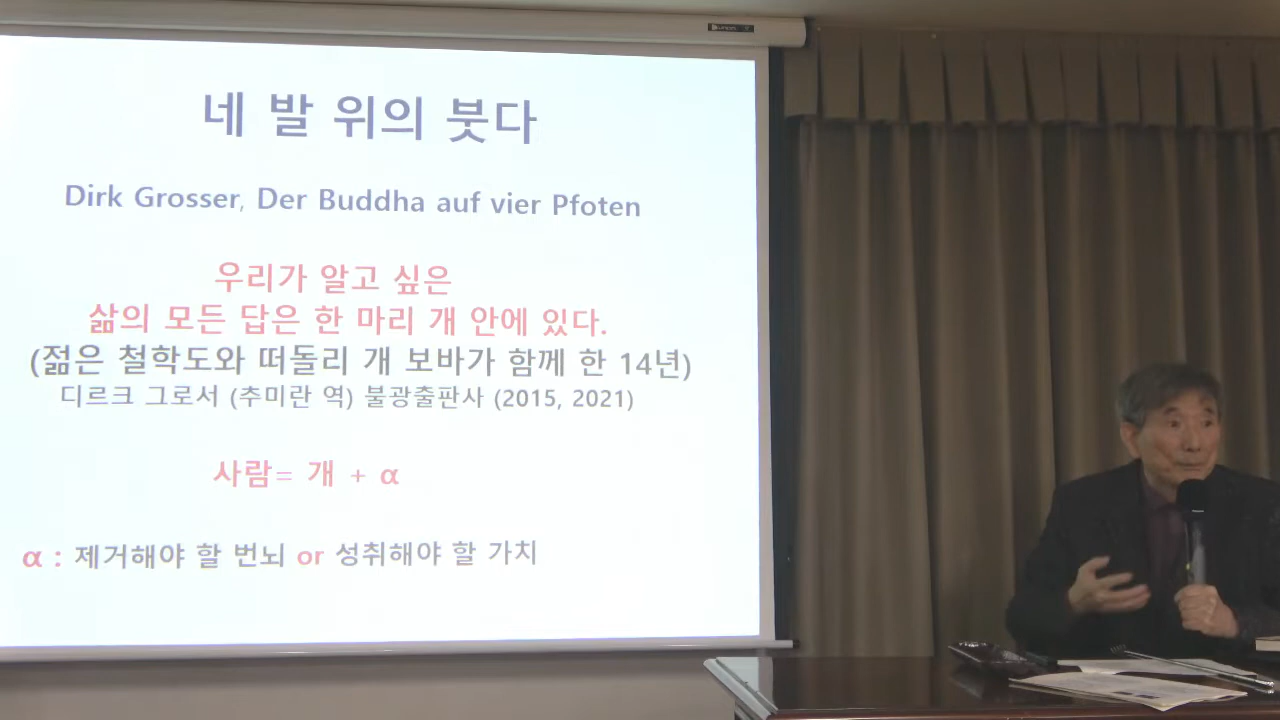 네 발 위의 붓다
Dirk Grosser, Der Buddha auf vier Pfoten
우리가 알고 싶은
삶의 모든 답은 한 마리 개 안에 있다.
(젊은 철학도와 떠돌리 개 보바가 함께 한 14년)
디르크 그로서 (추미란 역) 불광출판사 (2015, 2021)
사람= 개 + α
α : 제거해야 할 번뇌 or 성취해야 할 가치